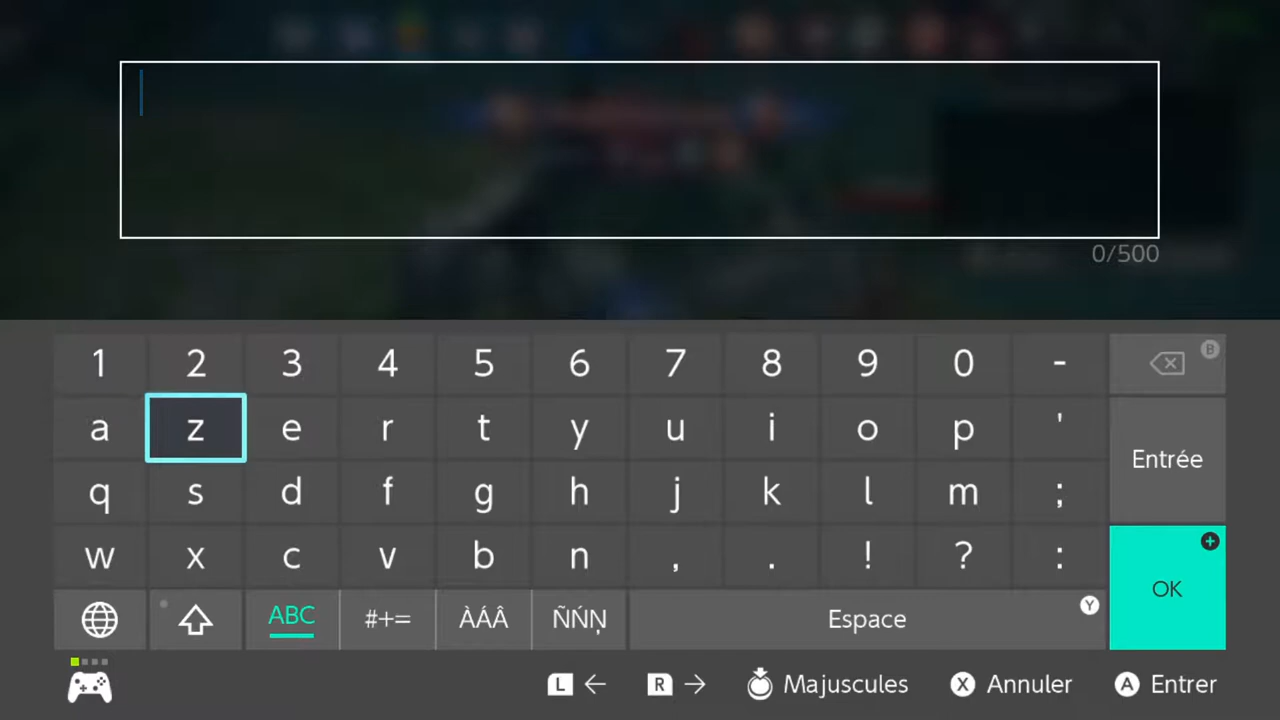 0/500
1 2 3 4 5 6 7 8 9 0 - B
a z e r t y u i o p '
Entrée
q s d f g h j k l m ;
w x c v b n , . ! ? :
OK
ABC #+= ÀÁÂ ÑŃŅ Espace Y
L ← R → Majuscules X Annuler A Entrer